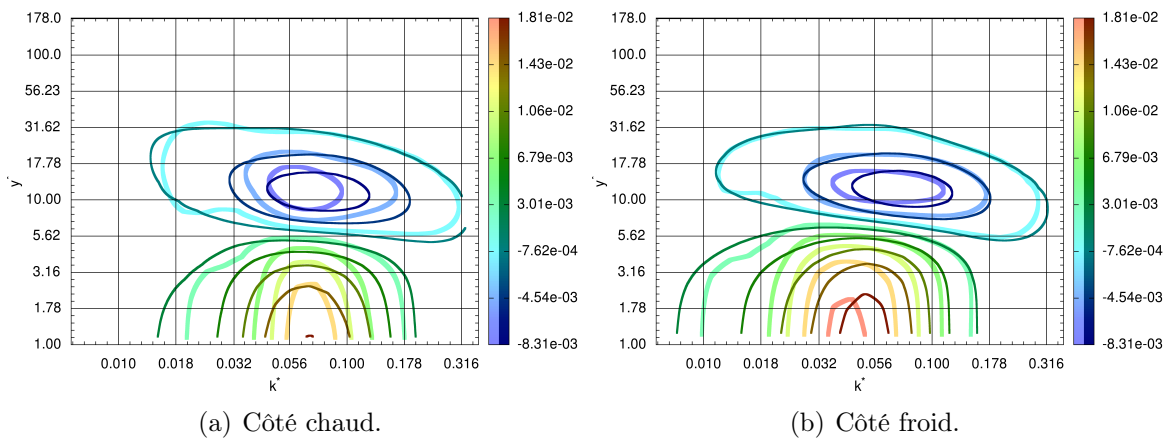 178.0
100.0
56.23
31.62
17.78
10.00
5.62
3.16
1.78
1.00
y*
0.010 0.018 0.032 0.056 0.100 0.178 0.316
k*
1.81e-02
1.43e-02
1.06e-02
6.79e-03
3.01e-03
-7.62e-04
-4.54e-03
-8.31e-03
(a) Côté chaud.
178.0
100.0
56.23
31.62
17.78
10.00
5.62
3.16
1.78
1.00
y*
0.010 0.018 0.032 0.056 0.100 0.178 0.316
k*
1.81e-02
1.43e-02
1.06e-02
6.79e-03
3.01e-03
-7.62e-04
-4.54e-03
-8.31e-03
(b) Côté froid.